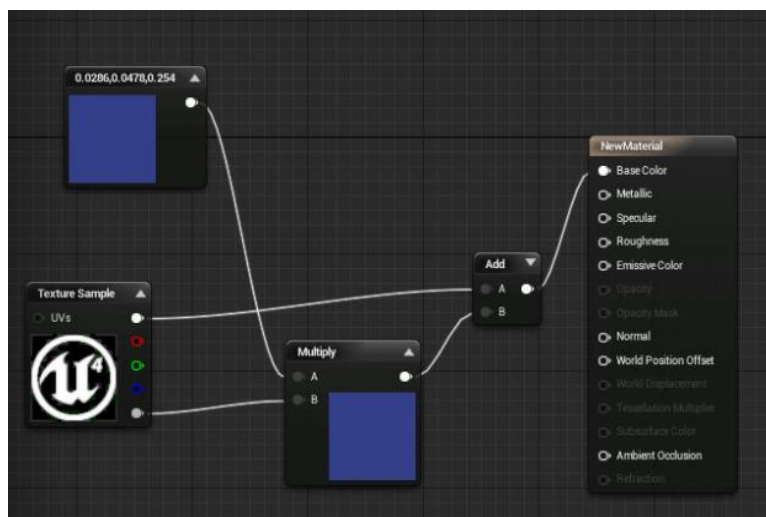 0.0286,0.0478,0.254
NewMaterial
Base Color
Metallic
Specular
Roughness
Emissive Color
Opacity
Opacity Mask
Normal
World Position Offset
World Displacement
Tessellation Multiplier
Subsurface Color
Ambient Occlusion
Refraction
Add
A
B
Texture Sample
UVs
U4
Multiply
A
B